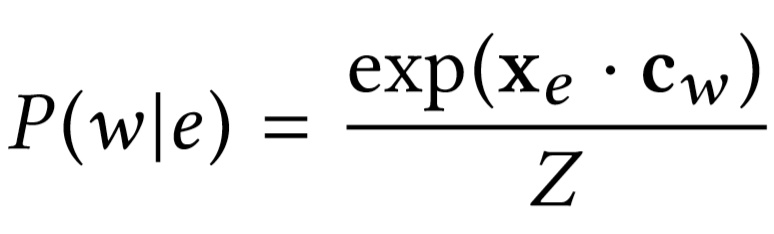 P(w|e) = exp(x_e · c_w) / Z